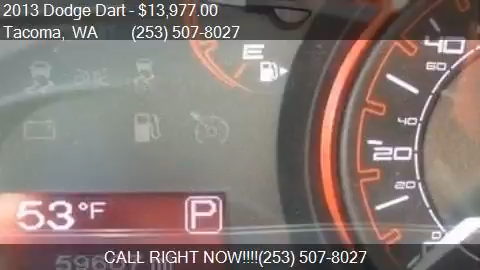 2013 Dodge Dart - $13,977.00
Tacoma, WA (253) 507-8027
E
40
60
40
20
20
0
53°F P
CALL RIGHT NOW!!!!(253) 507-8027